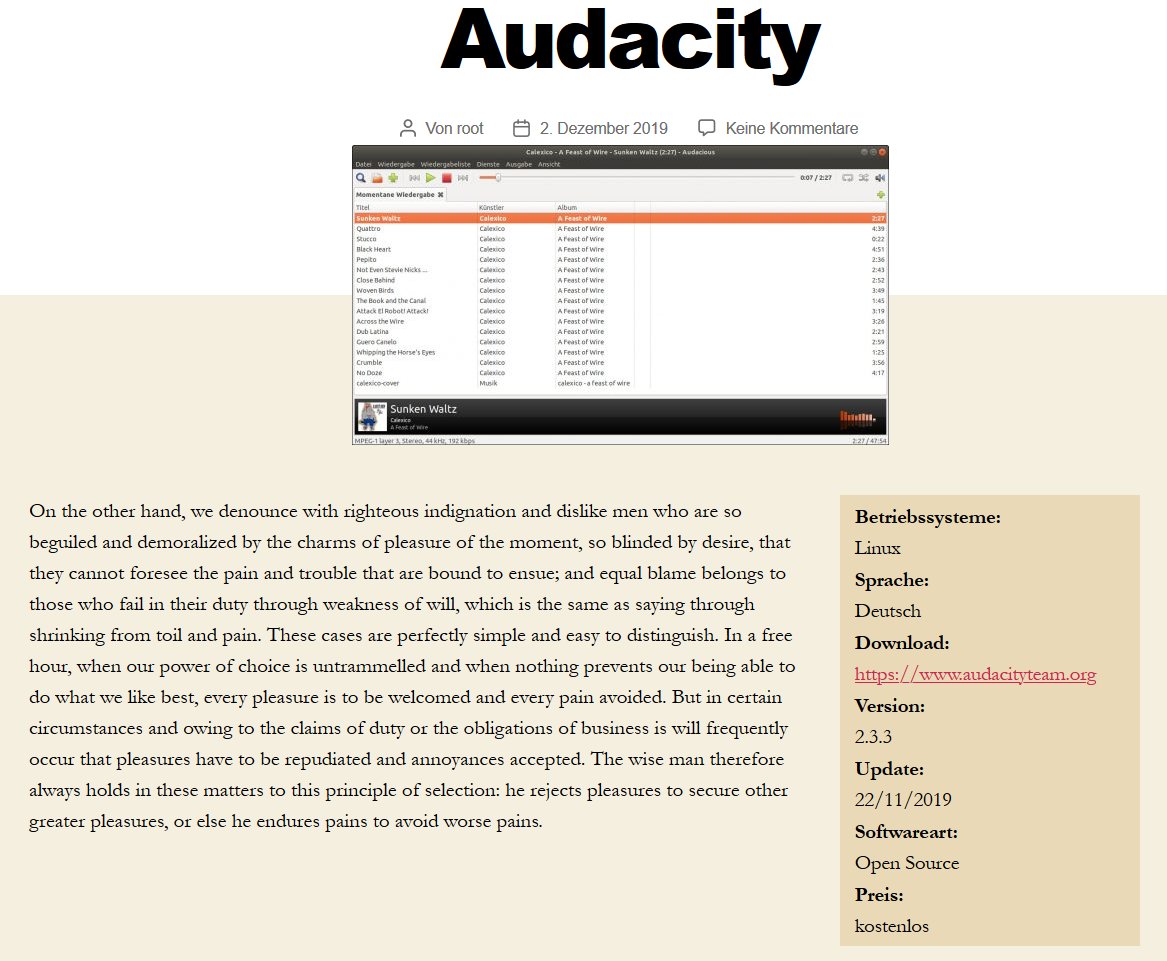 Audacity
Von root 2. Dezember 2019 Keine Kommentare
Calexico - A Feast of Wire - Sunken Waltz (2:27) - Audacious
Datei Wiedergabe Wiedergabeliste Dienste Ausgabe Ansicht
0:07 / 2:27
Momentane Wiedergabe
Titel Künstler Album
Sunken Waltz Calexico A Feast of Wire 2:27
Quattro Calexico A Feast of Wire 4:39
Stucco Calexico A Feast of Wire 0:22
Black Heart Calexico A Feast of Wire 4:51
Pepito Calexico A Feast of Wire 2:36
Not Even Stevie Nicks ... Calexico A Feast of Wire 2:43
Close Bahind Calexico A Feast of Wire 2:52
Woven Birds Calexico A Feast of Wire 3:49
The Book and the Canal Calexico A Feast of Wire 1:45
Attack El Robot! Attack! Calexico A Feast of Wire 3:19
Across the Wire Calexico A Feast of Wire 3:26
Dub Latina Calexico A Feast of Wire 2:21
Guero Canelo Calexico A Feast of Wire 2:59
Whipping the Horse's Eyes Calexico A Feast of Wire 1:25
Crumble Calexico A Feast of Wire 3:56
No Doze Calexico A Feast of Wire 4:17
calexico-cover Musik calexico - a feast of wire
Sunken Waltz
Calexico
A Feast of Wire
MPEG-1 layer 3, Stereo, 44 kHz, 192 kbps 2:27 / 47:54
On the other hand, we denounce with righteous indignation and dislike men who are so
beguiled and demoralized by the charms of pleasure of the moment, so blinded by desire, that
they cannot foresee the pain and trouble that are bound to ensue; and equal blame belongs to
those who fail in their duty through weakness of will, which is the same as saying through
shrinking from toil and pain. These cases are perfectly simple and easy to distinguish. In a free
hour, when our power of choice is untrammelled and when nothing prevents our being able to
do what we like best, every pleasure is to be welcomed and every pain avoided. But in certain
circumstances and owing to the claims of duty or the obligations of business is will frequently
occur that pleasures have to be repudiated and annoyances accepted. The wise man therefore
always holds in these matters to this principle of selection: he rejects pleasures to secure other
greater pleasures, or else he endures pains to avoid worse pains.
Betriebssysteme:
Linux
Sprache:
Deutsch
Download:
https://www.audacityteam.org
Version:
2.3.3
Update:
22/11/2019
Softwareart:
Open Source
Preis:
kostenlos